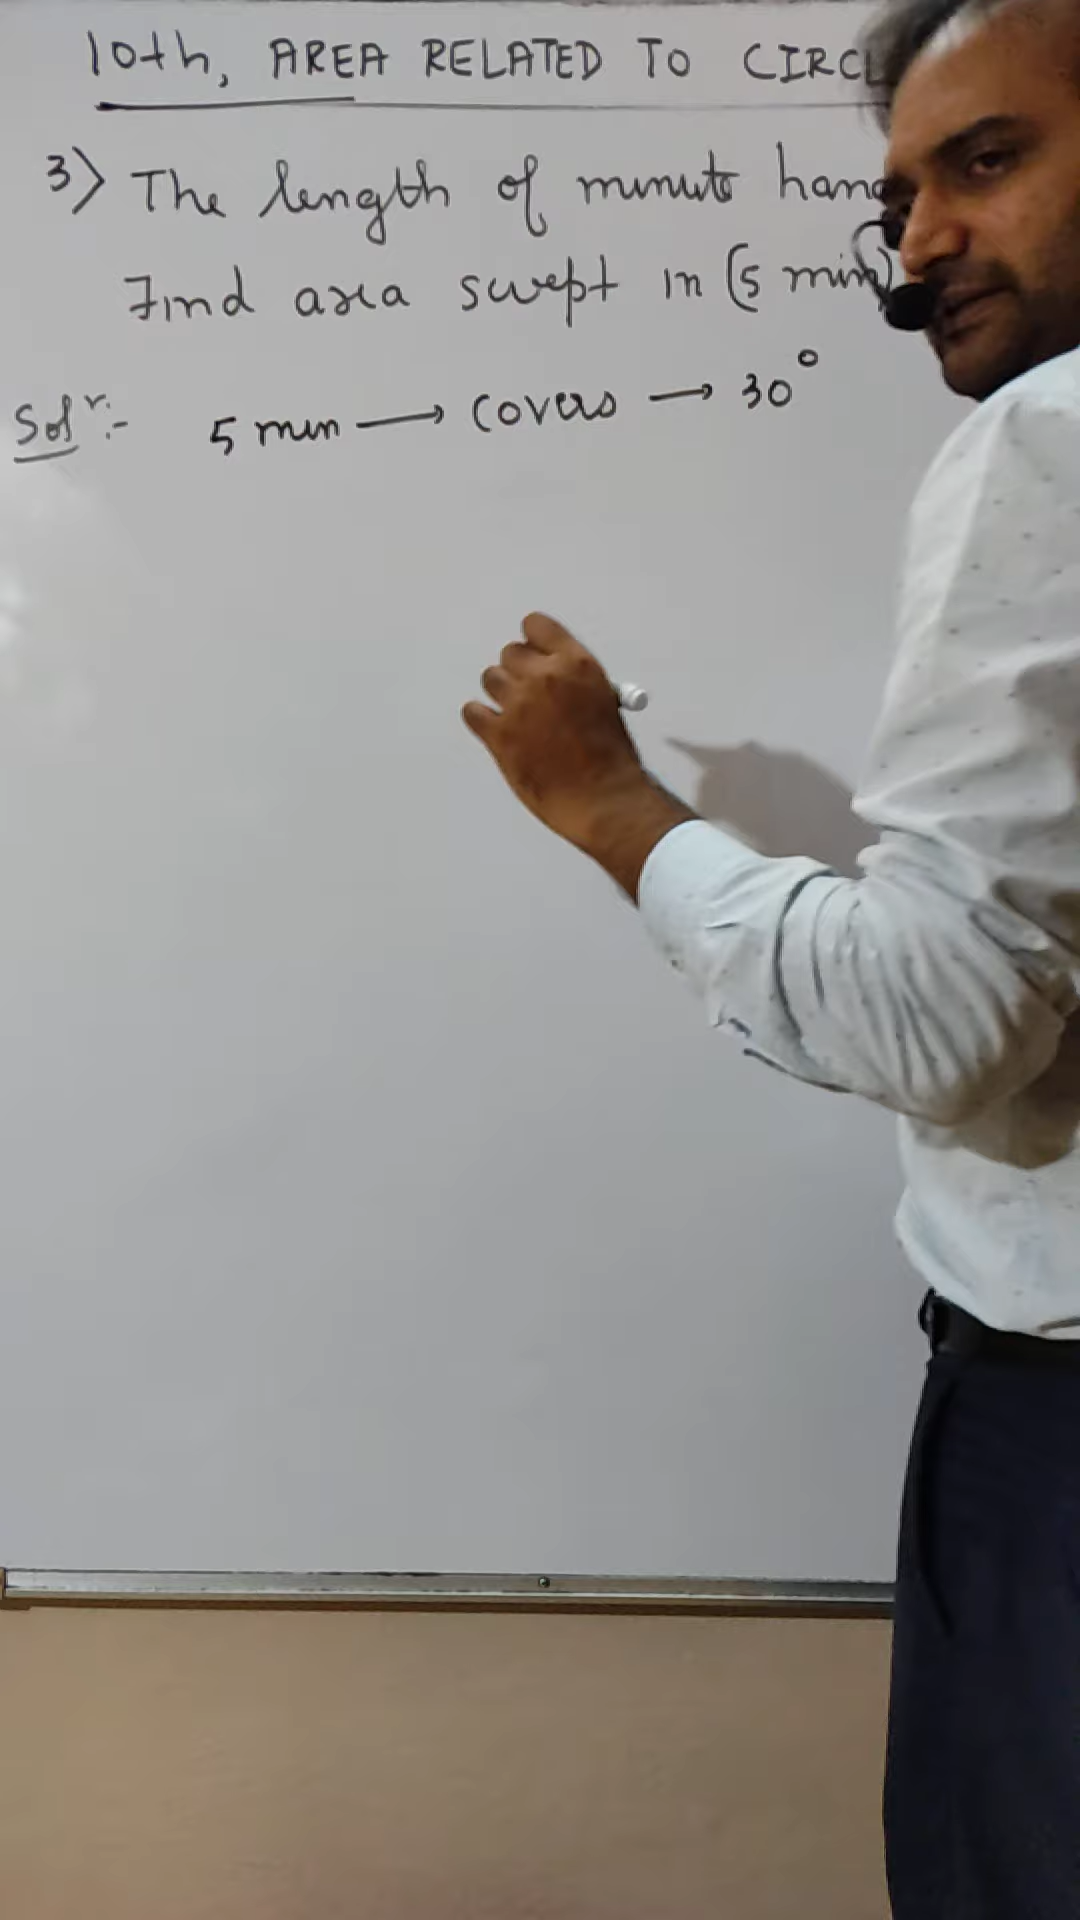 10th, AREA RELATED TO CIRCL
3) The length of minute hand
Find area swept in (5 min)
Solⁿ:- 5 min → covers → 30°